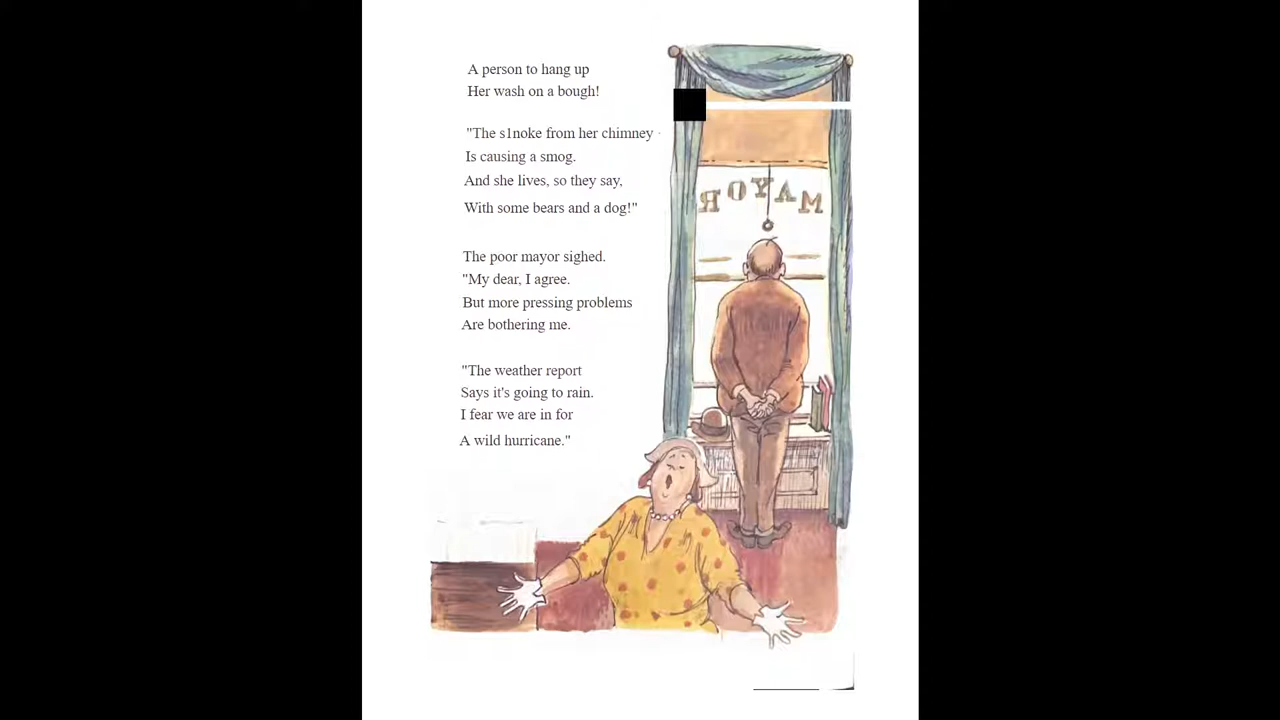 A person to hang up
Her wash on a bough!
"The s1noke from her chimney
Is causing a smog.
And she lives, so they say,
With some bears and a dog!"
The poor mayor sighed.
"My dear, I agree.
But more pressing problems
Are bothering me.
"The weather report
Says it's going to rain.
I fear we are in for
A wild hurricane."
MAYOR